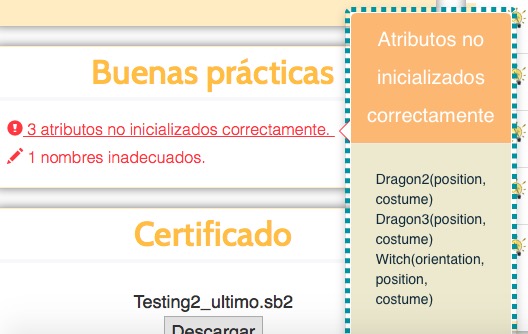 Buenas prácticas
3 atributos no inicializados correctamente.
1 nombres inadecuados.
Certificado
Testing2_ultimo.sb2
Descargar
Atributos no
inicializados
correctamente
Dragon2(position,
costume)
Dragon3(position,
costume)
Witch(orientation,
position,
costume)